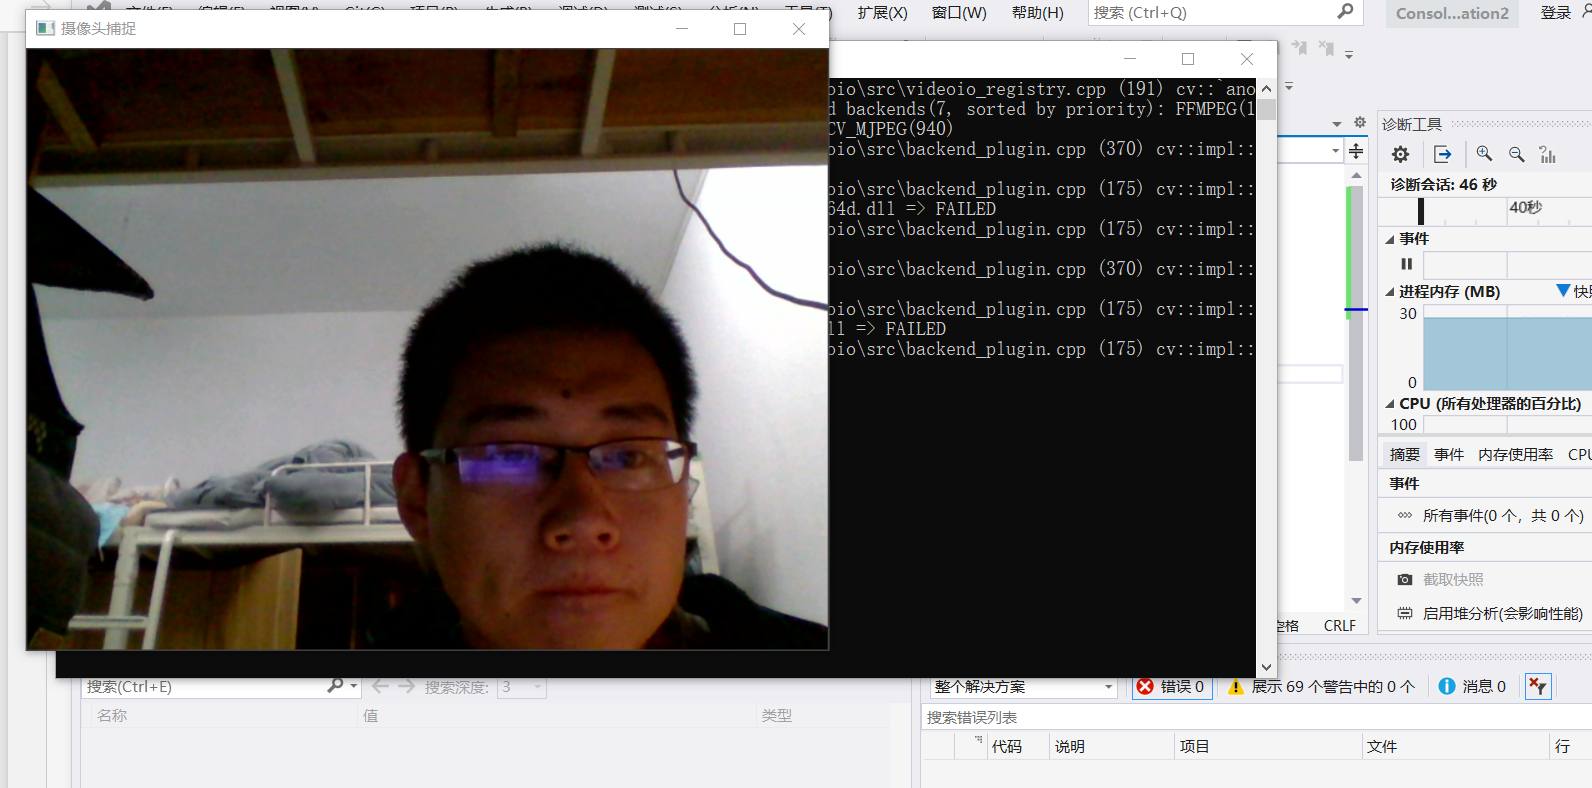 扩展(X) 窗口(W) 帮助(H) 搜索 (Ctrl+Q) Consol...ation2 登录
摄像头捕捉
oio\src\videoio_registry.cpp (191) cv::`ano
d backends(7, sorted by priority): FFMPEG(1
CV_MJPEG(940)
oio\src\backend_plugin.cpp (370) cv::impl::
oio\src\backend_plugin.cpp (175) cv::impl::
64d.dll => FAILED
oio\src\backend_plugin.cpp (175) cv::impl::
oio\src\backend_plugin.cpp (370) cv::impl::
oio\src\backend_plugin.cpp (175) cv::impl::
ll => FAILED
oio\src\backend_plugin.cpp (175) cv::impl::
诊断工具
诊断会话: 46 秒
40秒
事件
进程内存 (MB) 快
30
0
CPU (所有处理器的百分比)
100
摘要 事件 内存使用率 CPU
事件
所有事件(0 个，共 0 个)
内存使用率
截取快照
启用堆分析(会影响性能)
空格 CRLF
搜索(Ctrl+E) 搜索深度: 3
名称 值 类型
整个解决方案 错误 0 展示 69 个警告中的 0 个 消息 0
搜索错误列表
代码 说明 项目 文件 行